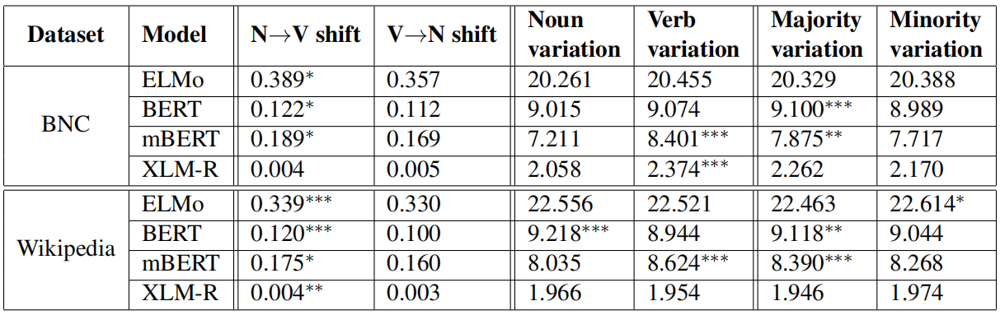 Dataset Model N→V shift V→N shift Noun variation Verb variation Majority variation Minority variation
BNC
ELMo 0.389* 0.357 20.261 20.455 20.329 20.388
BERT 0.122* 0.112 9.015 9.074 9.100*** 8.989
mBERT 0.189* 0.169 7.211 8.401*** 7.875** 7.717
XLM-R 0.004 0.005 2.058 2.374*** 2.262 2.170
Wikipedia
ELMo 0.339*** 0.330 22.556 22.521 22.463 22.614*
BERT 0.120*** 0.100 9.218*** 8.944 9.118** 9.044
mBERT 0.175* 0.160 8.035 8.624*** 8.390*** 8.268
XLM-R 0.004** 0.003 1.966 1.954 1.946 1.974